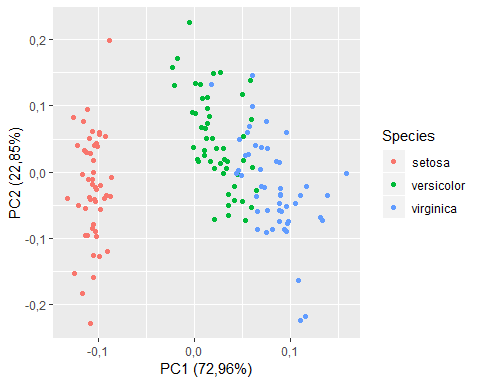 0,2
0,1
0,0
-0,1
-0,2
PC2 (22,85%)
-0,1
0,0
0,1
PC1 (72,96%)
Species
setosa
versicolor
virginica